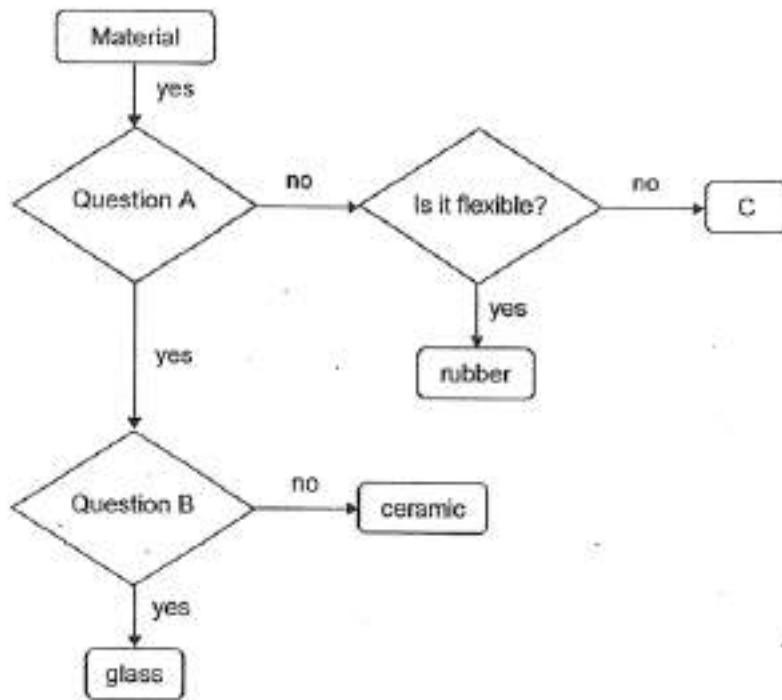 Material
yes
Question A
no
Is it flexible?
no
C
yes
yes
rubber
Question B
no
ceramic
yes
glass